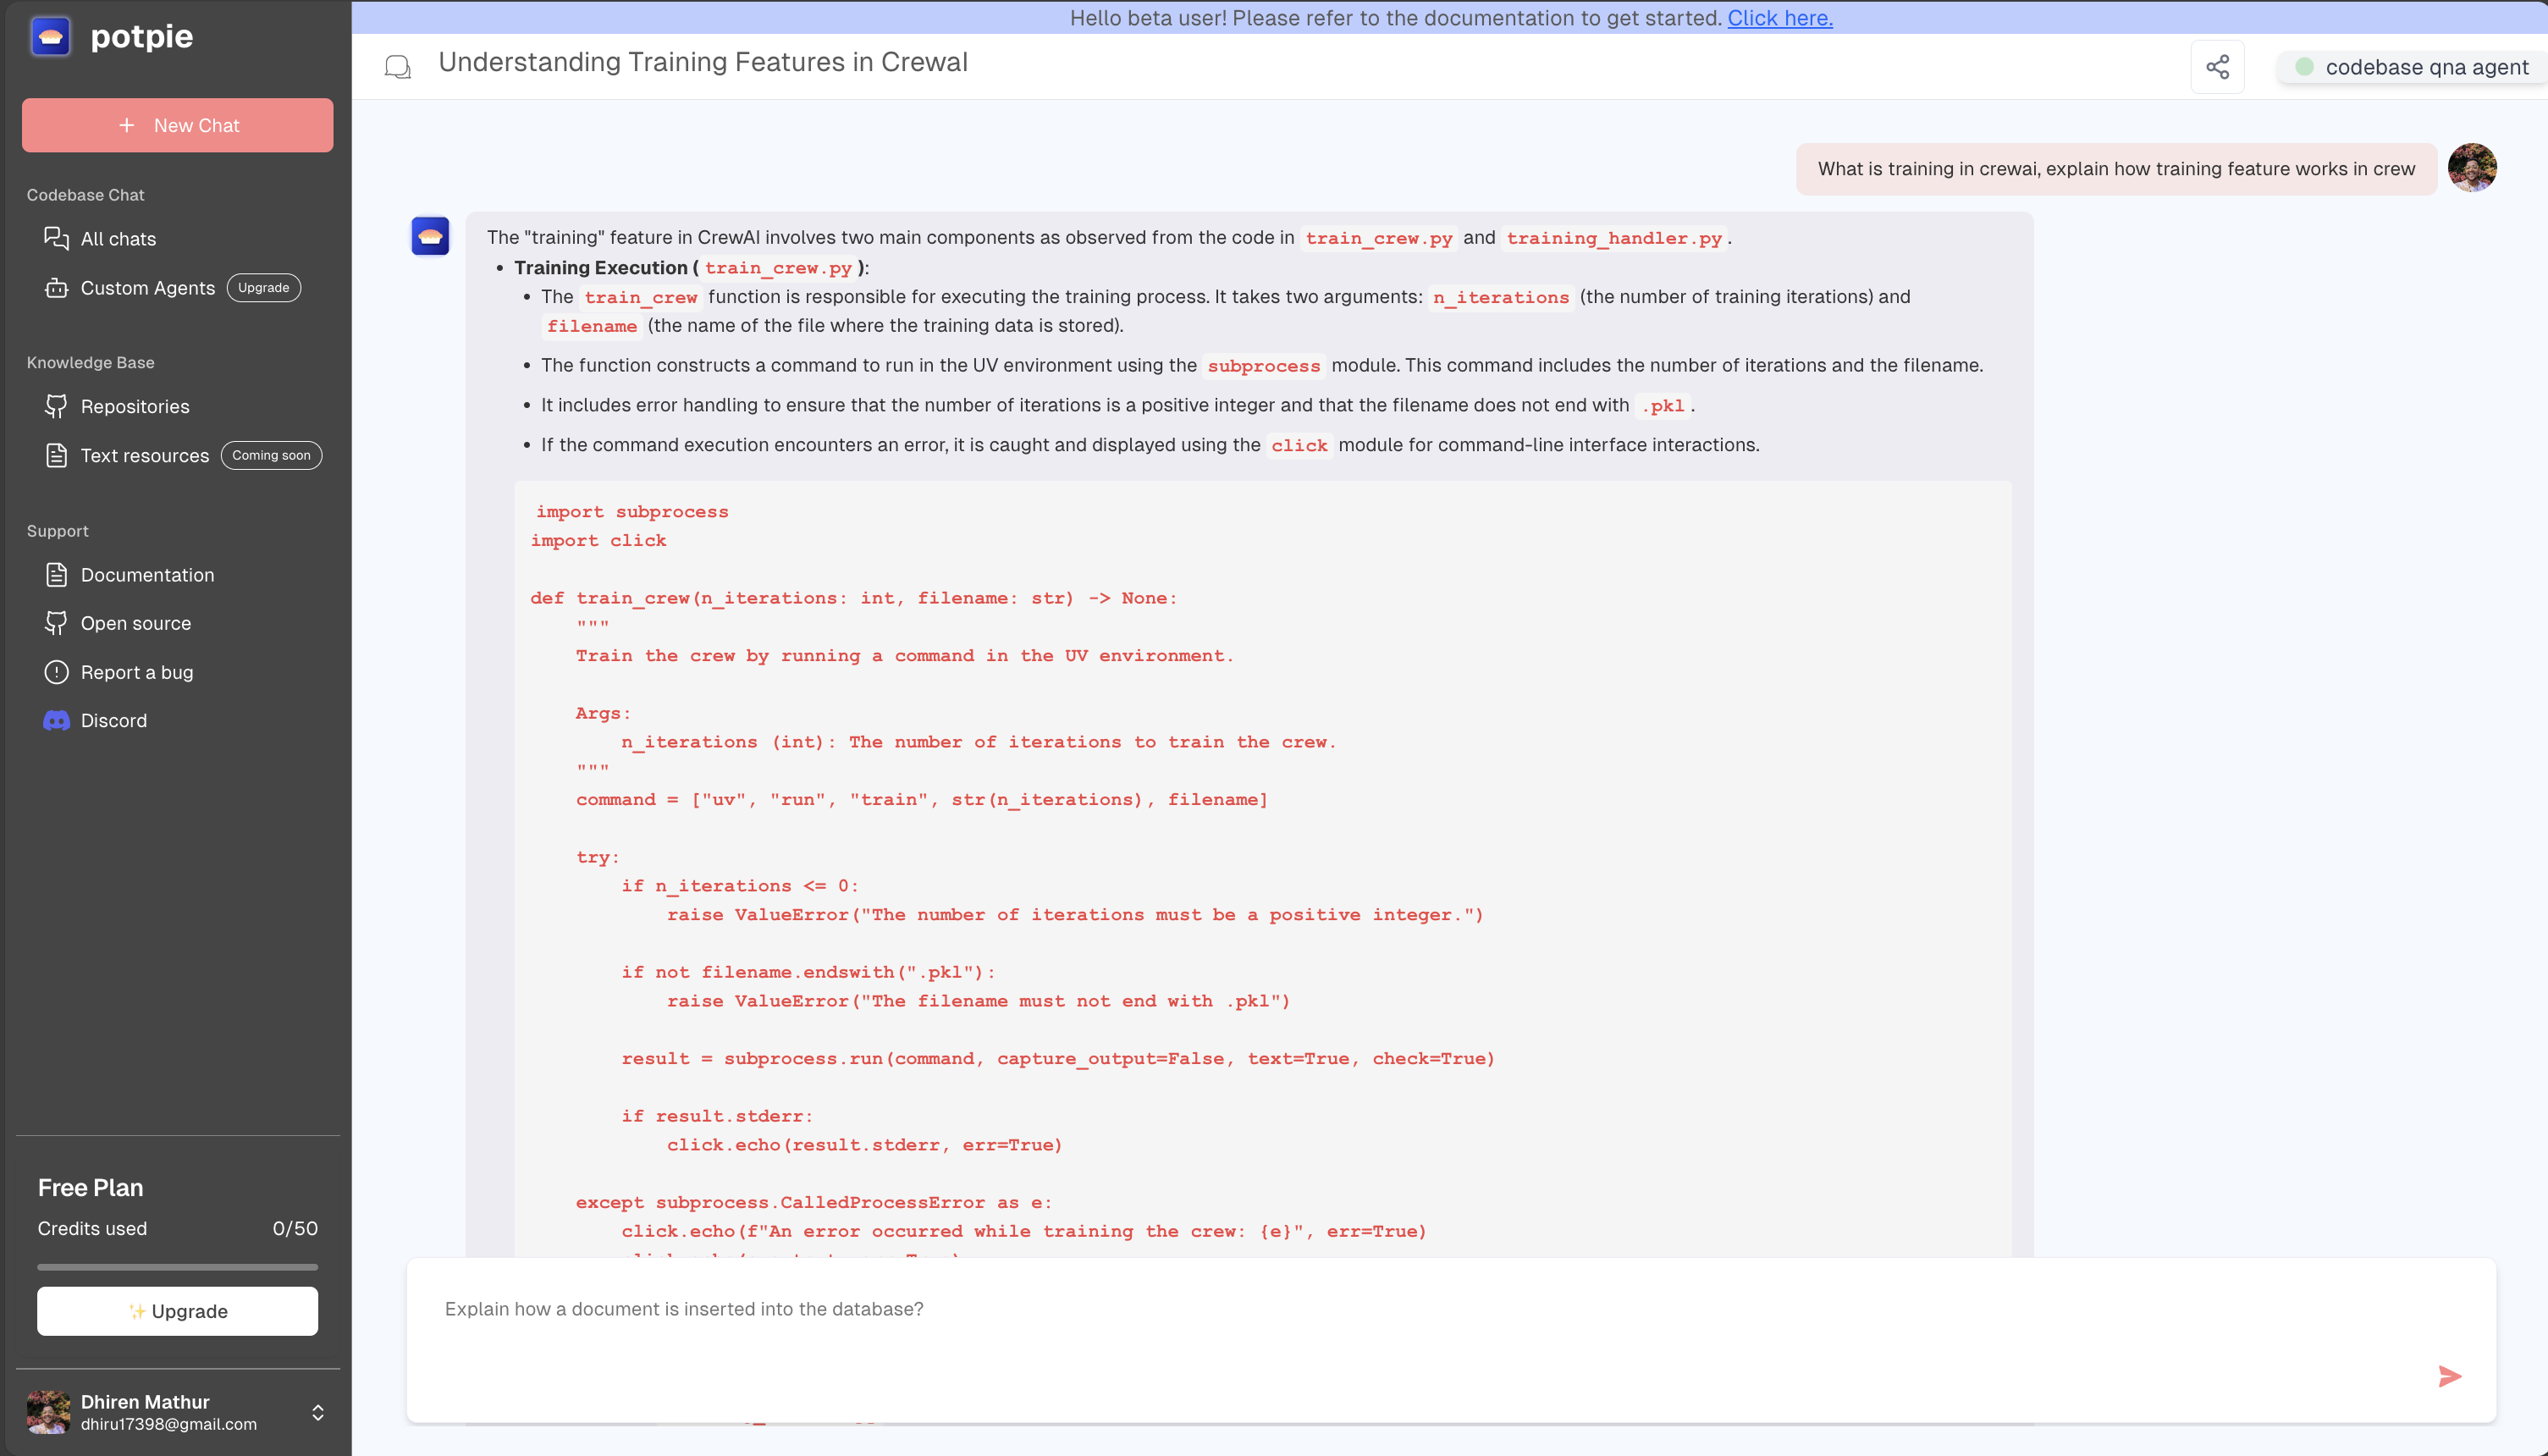 potpie
New Chat
Codebase Chat
All chats
Custom Agents Upgrade
Knowledge Base
Repositories
Text resources Coming soon
Support
Documentation
Open source
Report a bug
Discord
Free Plan
Credits used 0/50
✨ Upgrade
Dhiren Mathur
dhiru17398@gmail.com
Hello beta user! Please refer to the documentation to get started. Click here.
Understanding Training Features in CrewaI
codebase qna agent
What is training in crewai, explain how training feature works in crew
The "training" feature in CrewAI involves two main components as observed from the code in train_crew.py and training_handler.py.
• Training Execution ( train_crew.py ):
• The train_crew function is responsible for executing the training process. It takes two arguments: n_iterations (the number of training iterations) and
filename (the name of the file where the training data is stored).
• The function constructs a command to run in the UV environment using the subprocess module. This command includes the number of iterations and the filename.
• It includes error handling to ensure that the number of iterations is a positive integer and that the filename does not end with .pkl.
• If the command execution encounters an error, it is caught and displayed using the click module for command-line interface interactions.
import subprocess
import click
def train_crew(n_iterations: int, filename: str) -> None:
"""
Train the crew by running a command in the UV environment.
Args:
n_iterations (int): The number of iterations to train the crew.
"""
command = ["uv", "run", "train", str(n_iterations), filename]
try:
if n_iterations <= 0:
raise ValueError("The number of iterations must be a positive integer.")
if not filename.endswith(".pkl"):
raise ValueError("The filename must not end with .pkl")
result = subprocess.run(command, capture_output=False, text=True, check=True)
if result.stderr:
click.echo(result.stderr, err=True)
except subprocess.CalledProcessError as e:
click.echo(f"An error occurred while training the crew: {e}", err=True)
Explain how a document is inserted into the database?